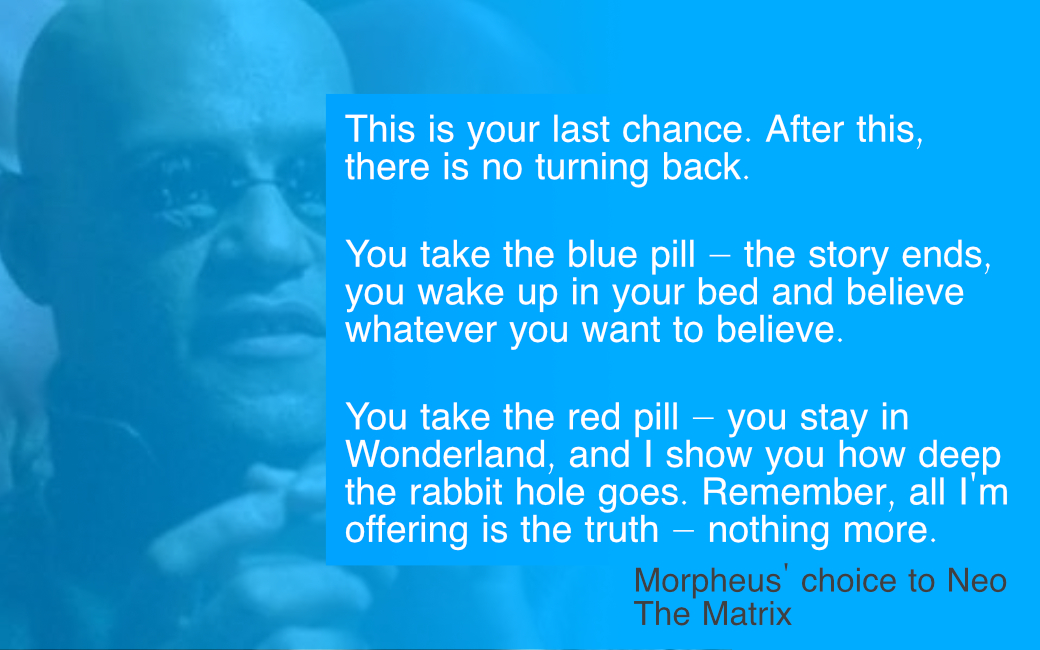 This is your last chance. After this,
there is no turning back.
You take the blue pill – the story ends,
you wake up in your bed and believe
whatever you want to believe.
You take the red pill – you stay in
Wonderland, and I show you how deep
the rabbit hole goes. Remember, all I'm
offering is the truth – nothing more.
Morpheus' choice to Neo
The Matrix